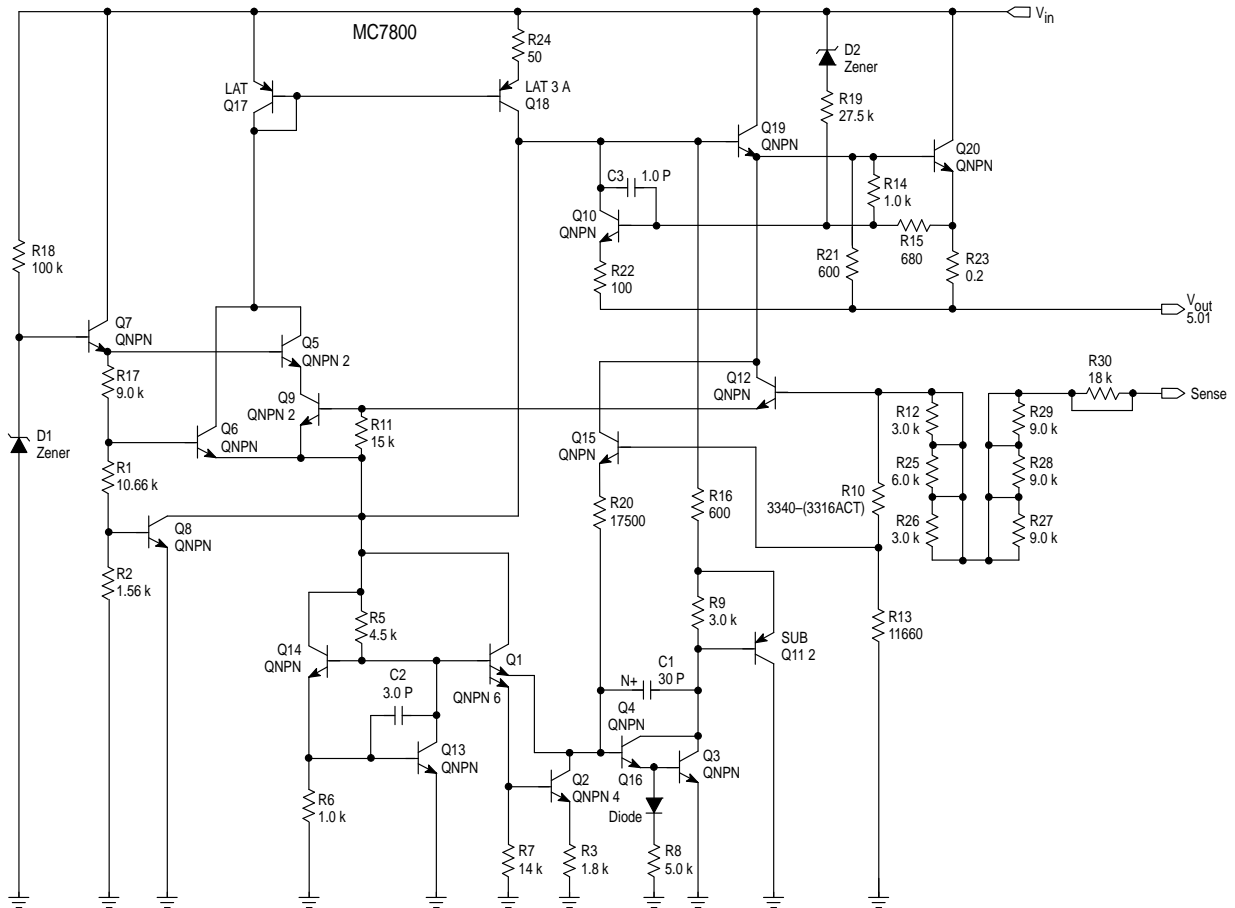 MC7800
Vin
R24
50
D2
Zener
LAT
Q17
LAT 3 A
Q18
R19
27.5 k
Q19
QNPN
Q20
QNPN
C3
1.0 P
R14
1.0 k
Q10
QNPN
R18
100 k
R15
680
R21
600
R23
0.2
R22
100
Vout
5.01
Q7
QNPN
Q5
QNPN 2
R17
9.0 k
Q12
QNPN
R30
18 k
Sense
Q9
QNPN 2
R12
3.0 k
R29
9.0 k
R11
15 k
Q6
QNPN
Q15
QNPN
D1
Zener
R25
6.0 k
R28
9.0 k
R1
10.66 k
R10
3340–(3316ACT)
R16
600
R20
17500
R26
3.0 k
R27
9.0 k
Q8
QNPN
R2
1.56 k
R9
3.0 k
R13
11660
R5
4.5 k
SUB
Q11 2
Q14
QNPN
Q1
QNPN 6
C1
30 P
N+
C2
3.0 P
Q4
QNPN
Q13
QNPN
Q3
QNPN
Q16
Q2
QNPN 4
R6
1.0 k
Diode
R7
14 k
R3
1.8 k
R8
5.0 k